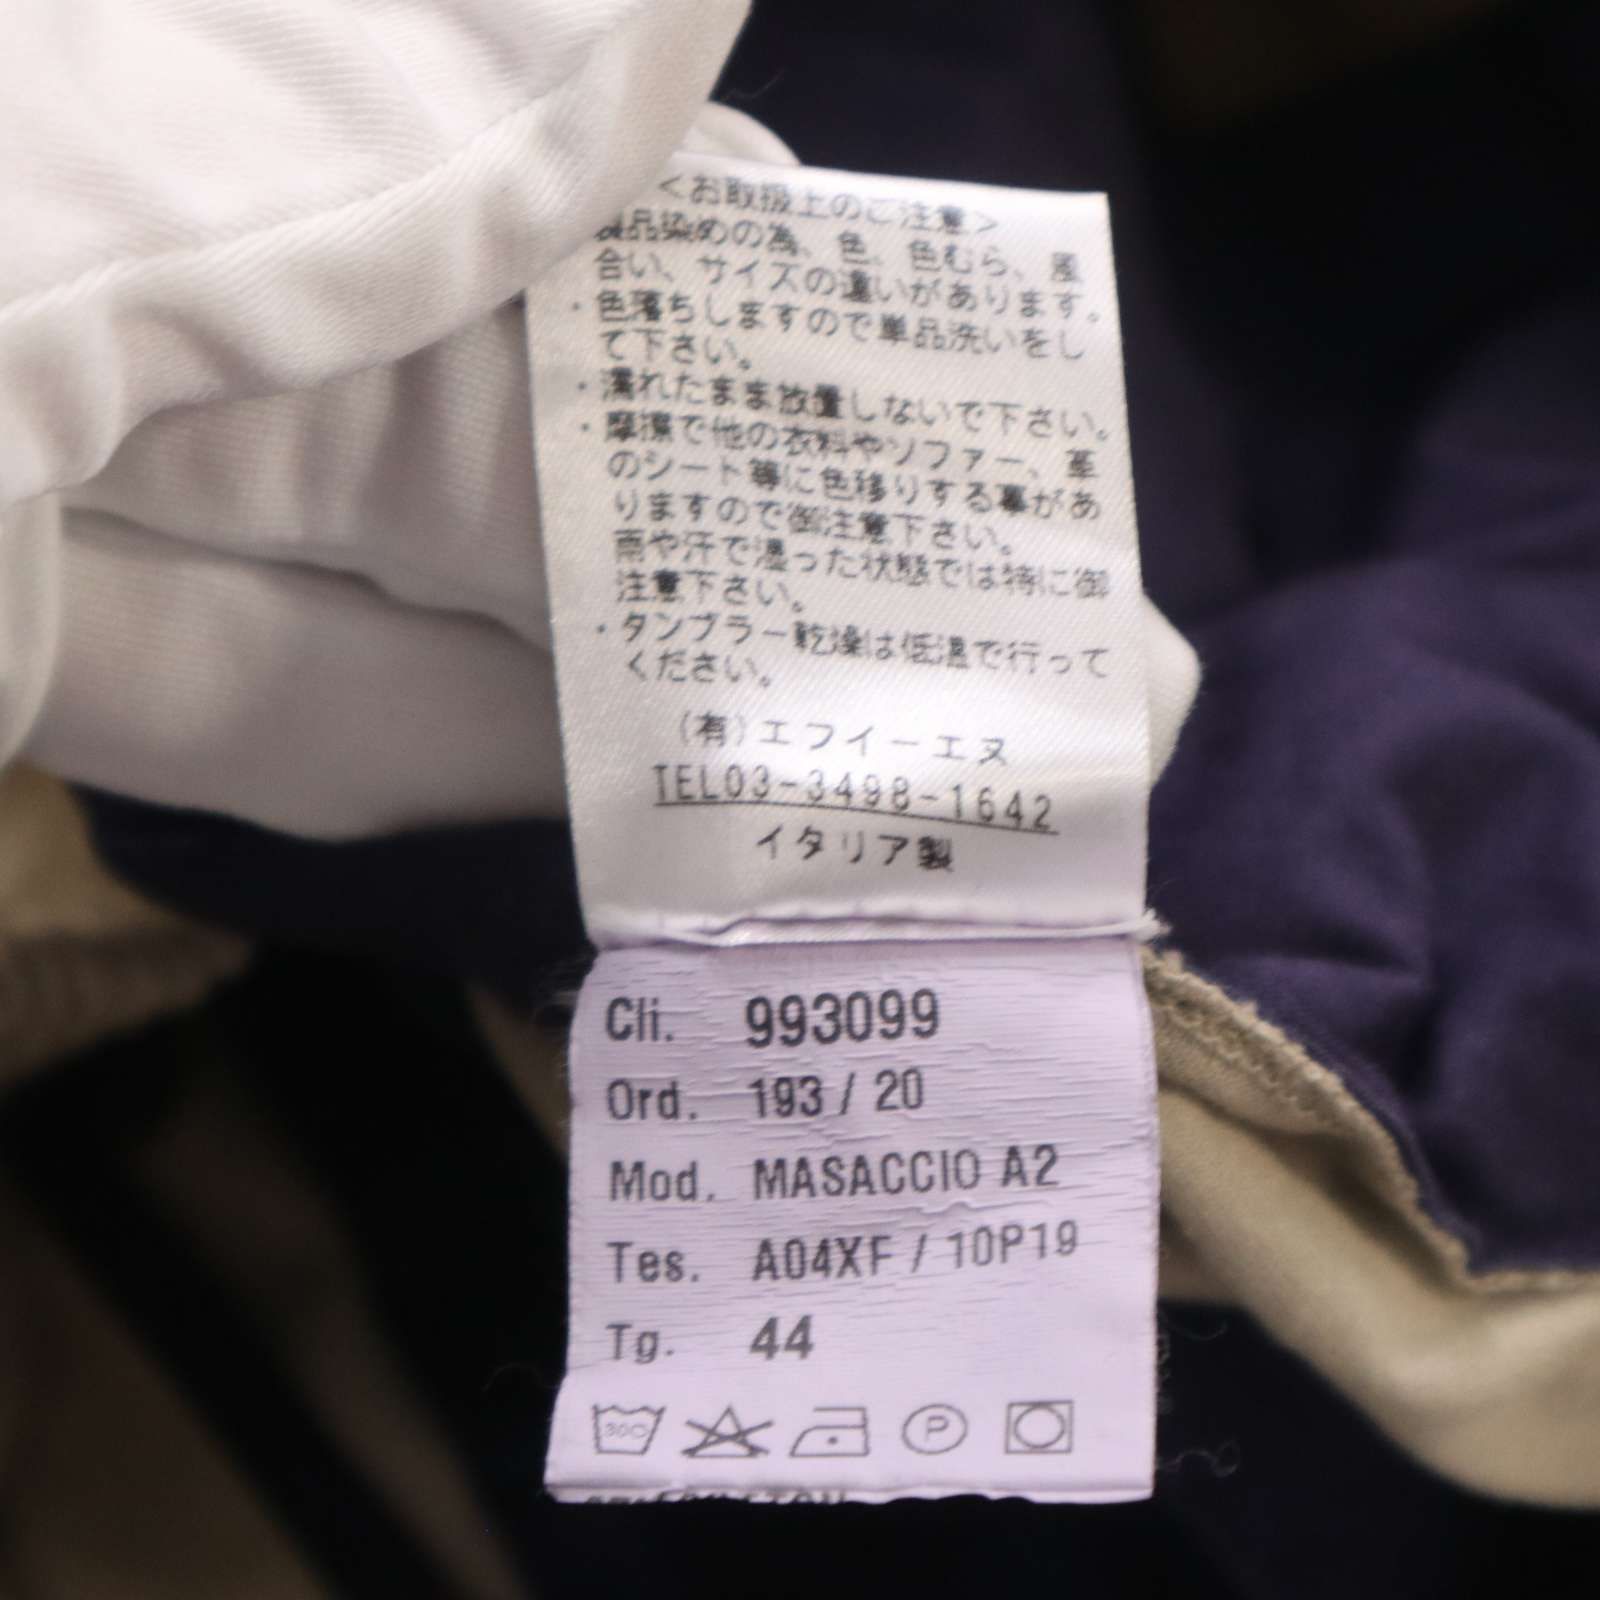 <お取扱上のご注意>
製品染めの為、色、色むら、風
合い、サイズの違いがあります。
・色落ちしますので単品洗いをし
て下さい。
・濡れたまま放置しないで下さい。
・摩擦で他の衣料やソファー、革
のシート等に色移りする事があ
りますので御注意下さい。
雨や汗で湿った状態では特に御
注意下さい。
・タンブラー乾燥は低温で行って
ください。
(有)エフイーエヌ
TEL03-3498-1642
イタリア製
Cli. 993099
Ord. 193 / 20
Mod. MASACCIO A2
Tes. A04XF / 10P19
Tg. 44
30C P